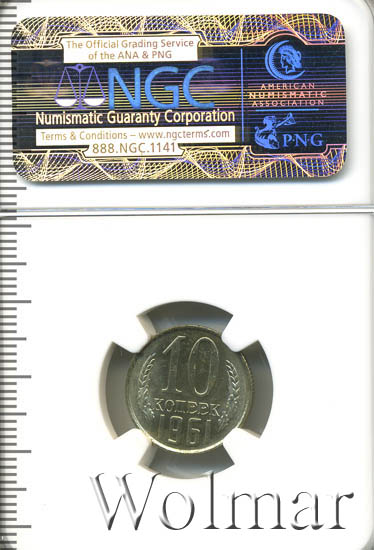 The Official Grading Service
of the ANA & PNG
NGC
Numismatic Guaranty Corporation
Terms & Conditions – www.ngcterms.com
888.NGC.1141
AMERICAN
NUMISMATIC
ASSOCIATION
PNG
10
КОПЕЕК
1961
Wolmar